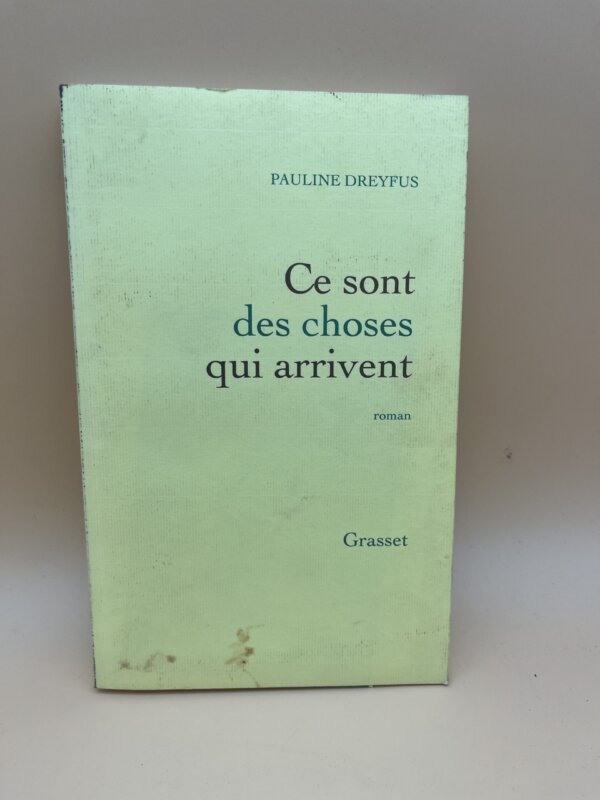 PAULINE DREYFUS
Ce sont
des choses
qui arrivent
roman
Grasset